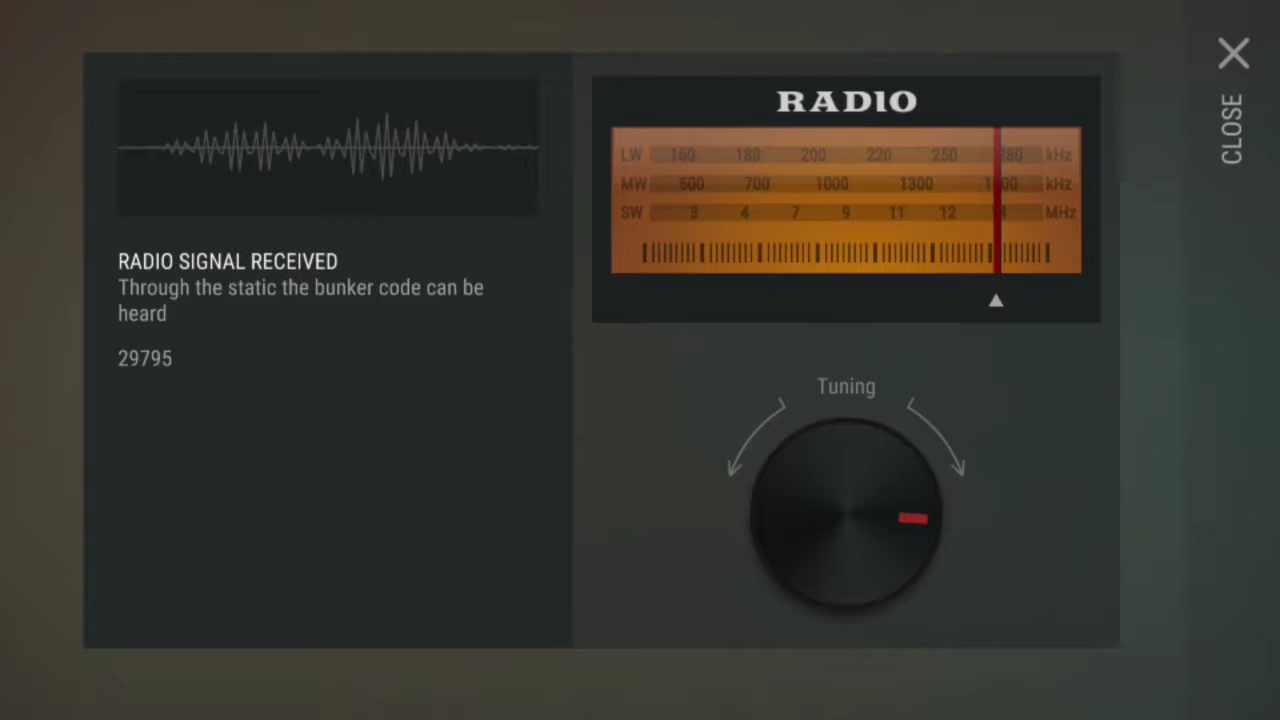 RADIO SIGNAL RECEIVED
Through the static the bunker code can be
heard
29795
RADIO
LW 160 180 200 220 250 280 kHz
MW 500 700 1000 1300 kHz
SW 3 4 7 9 11 12 MHz
Tuning
CLOSE